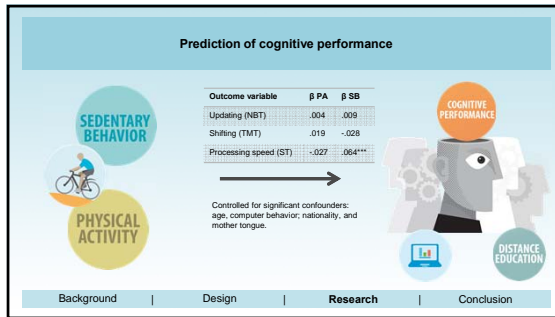 Prediction of cognitive performance
SEDENTARY
BEHAVIOR
PHYSICAL
ACTIVITY
Outcome variable β PA β SB
Updating (NBT) .004 .009
Shifting (TMT) .019 -.028
Processing speed (ST) -.027 .064***
Controlled for significant confounders:
age, computer behavior; nationality, and
mother tongue.
COGNITIVE
PERFORMANCE
DISTANCE
EDUCATION
Background | Design | Research | Conclusion